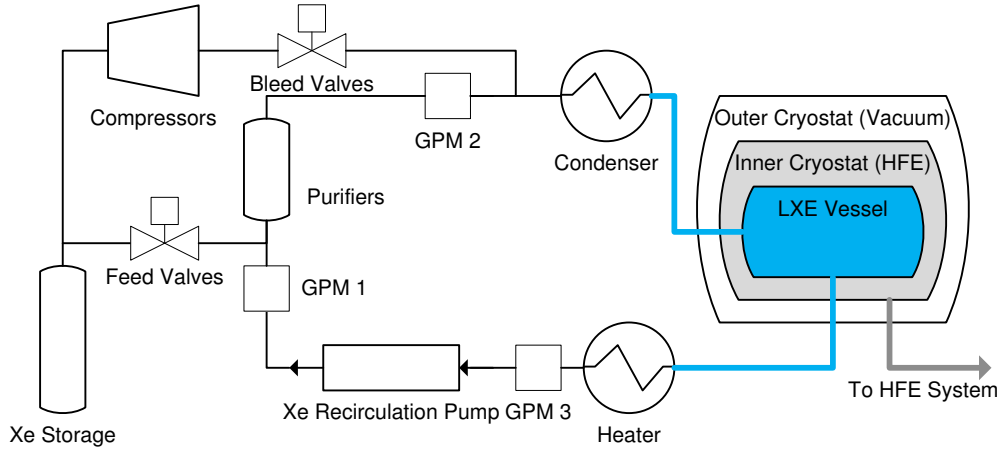 Bleed Valves
Compressors
Outer Cryostat (Vacuum)
GPM 2
Condenser
Inner Cryostat (HFE)
Purifiers
LXE Vessel
Feed Valves
GPM 1
To HFE System
Xe Recirculation Pump
GPM 3
Xe Storage
Heater